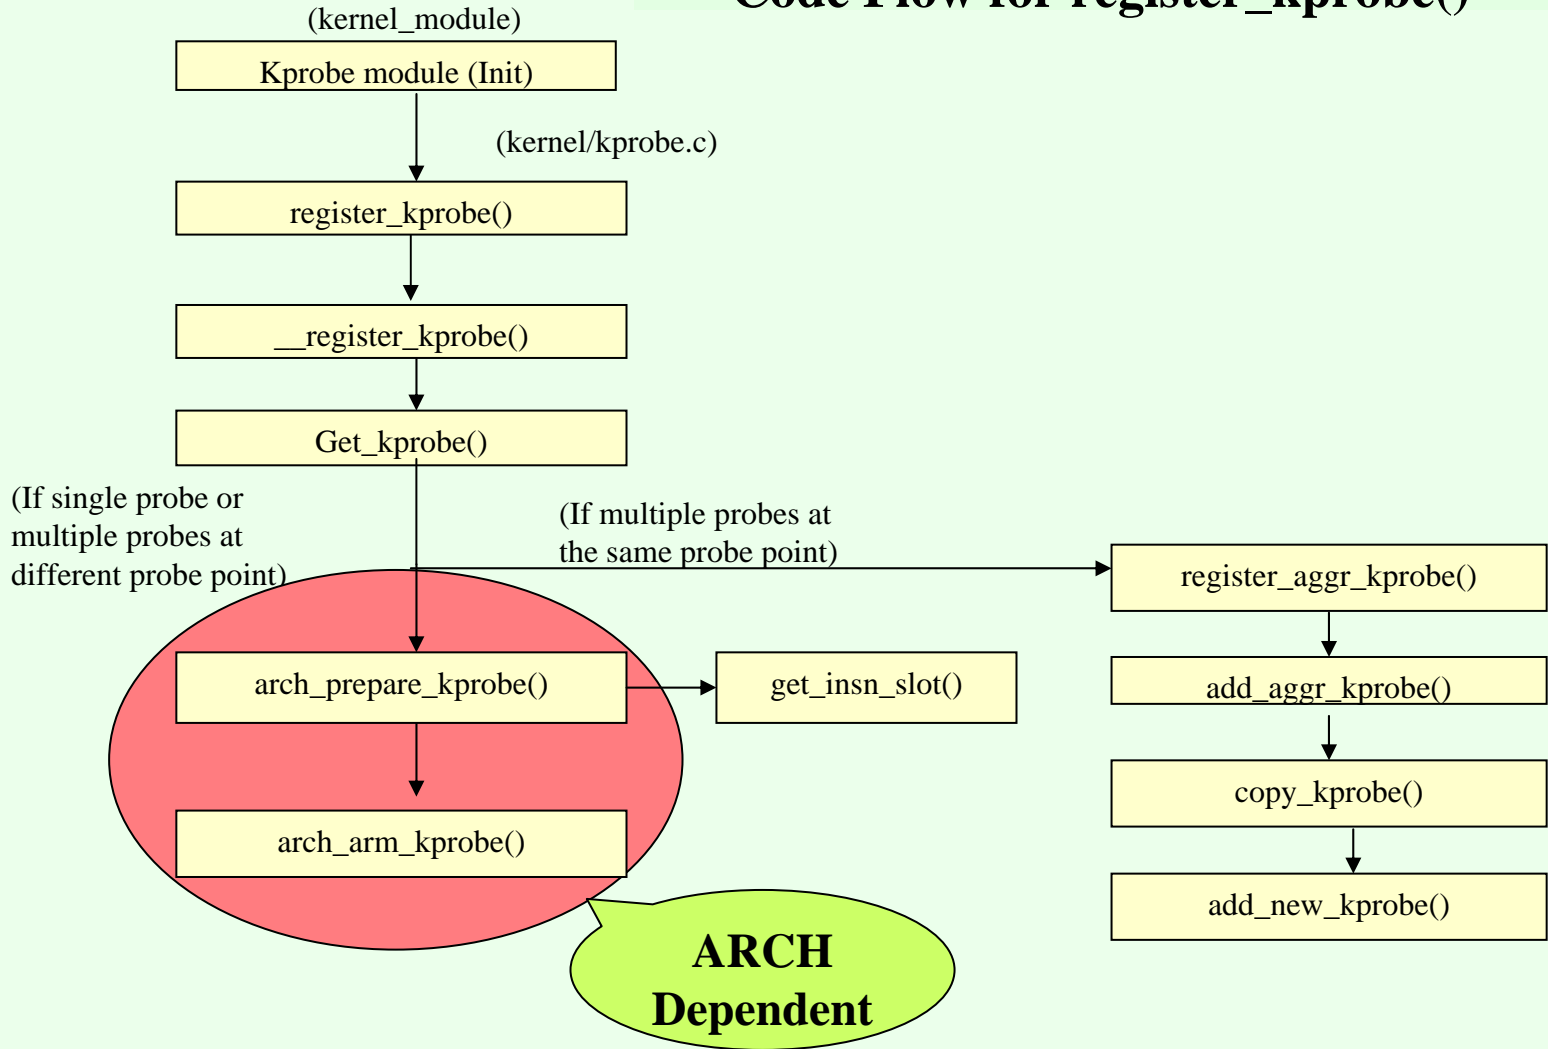 Code Flow for register_kprobe()
(kernel_module)
Kprobe module (Init)
(kernel/kprobe.c)
register_kprobe()
__register_kprobe()
Get_kprobe()
(If single probe or
multiple probes at
different probe point)
(If multiple probes at
the same probe point)
register_aggr_kprobe()
arch_prepare_kprobe()
get_insn_slot()
add_aggr_kprobe()
copy_kprobe()
arch_arm_kprobe()
add_new_kprobe()
ARCH
Dependent